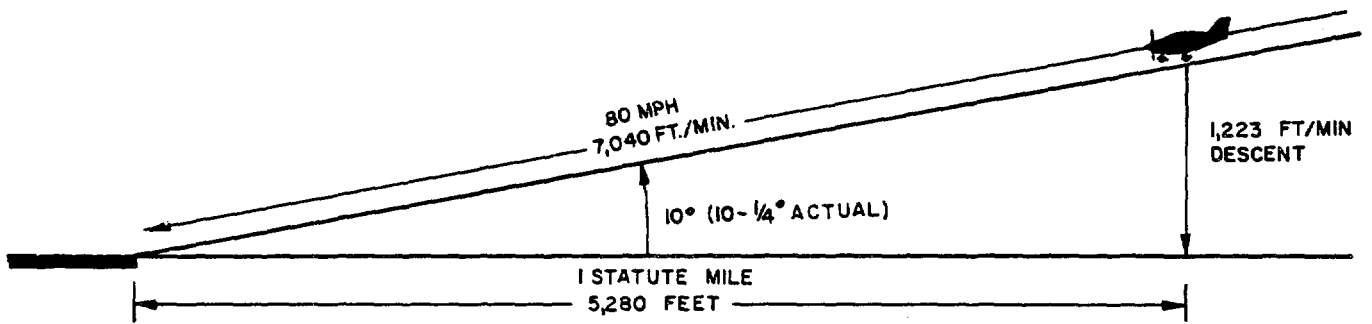 80 MPH
7,040 FT./MIN.
1,223 FT/MIN
DESCENT
10° (10-1/4° ACTUAL)
1 STATUTE MILE
5,280 FEET